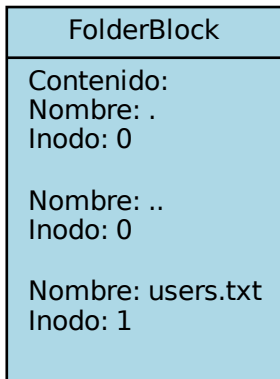 FolderBlock
Contenido:
Nombre: .
Inodo: 0
Nombre: ..
Inodo: 0
Nombre: users.txt
Inodo: 1